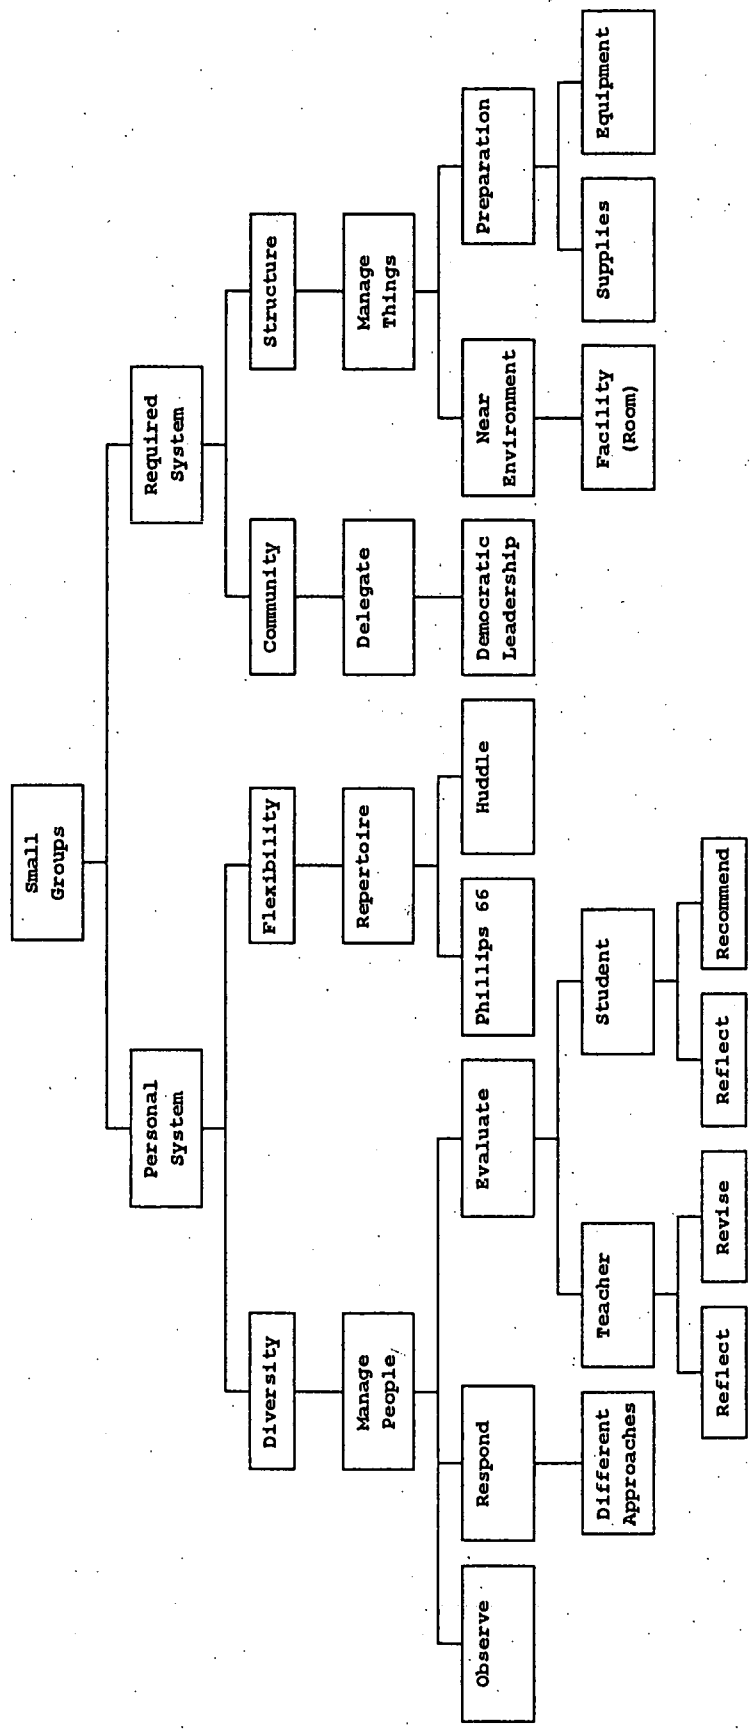 Small
Groups
Personal
System
Required
System
Diversity
Flexibility
Community
Structure
Manage
People
Repertoire
Delegate
Manage
Things
Observe
Respond
Evaluate
Phillips 66
Huddle
Democratic
Leadership
Near
Environment
Preparation
Different
Approaches
Teacher
Student
Facility
(Room)
Supplies
Equipment
Reflect
Revise
Reflect
Recommend